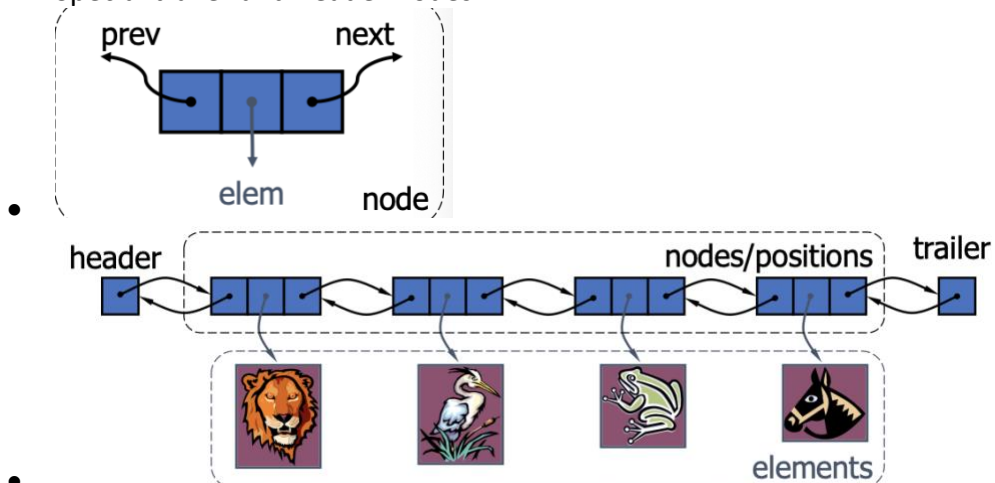 prev next
elem
node
header nodes/positions trailer
elements